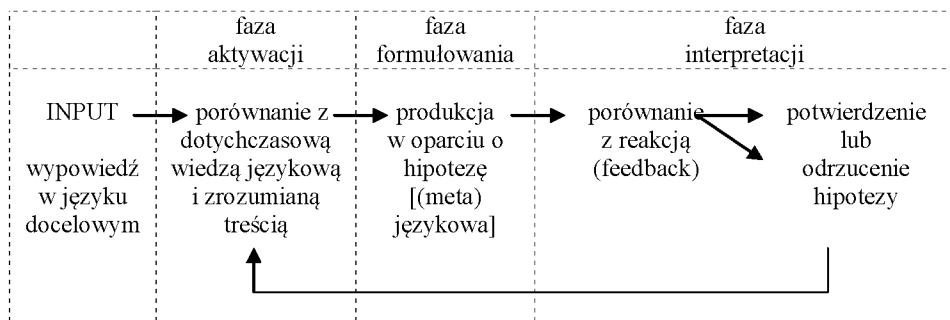 faza
aktywacji
faza
formułowania
faza
interpretacji
INPUT
wypowiedź
w języku
docelowym
porównanie z
dotychczasową
wiedzą językową
i zrozumianą
treścią
produkcja
w oparciu o
hipotezę
[(meta)
językowa]
porównanie
z reakcją
(feedback)
potwierdzenie
lub
odrzucenie
hipotezy